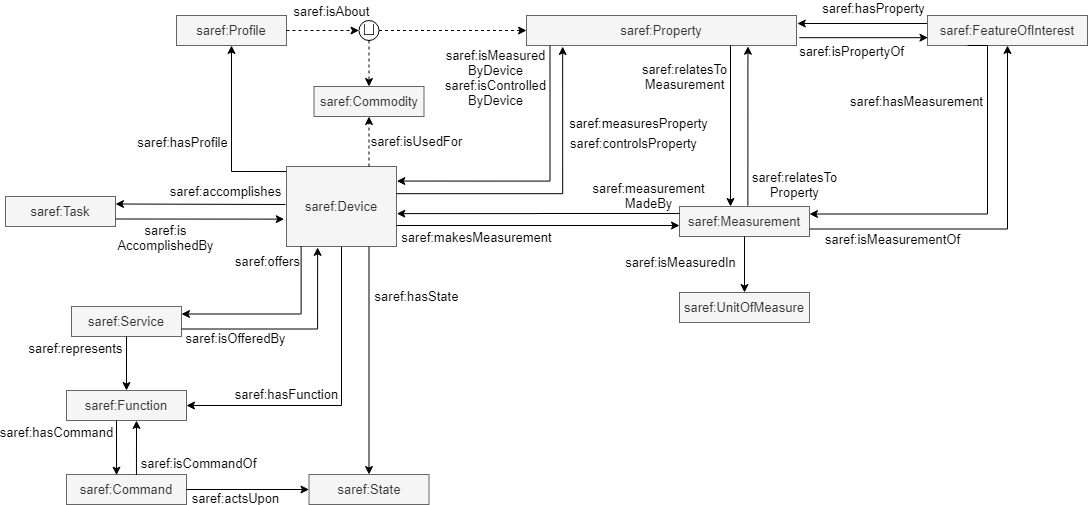 saref:isAbout
saref:hasProperty
saref:Profile
saref:Property
saref:FeatureOfInterest
saref:isPropertyOf
saref:isMeasured
ByDevice
saref:isControlled
ByDevice
saref:relatesTo
Measurement
saref:hasMeasurement
saref:Commodity
saref:measuresProperty
saref:controlsProperty
saref:hasProfile
saref:isUsedFor
saref:relatesTo
Property
saref:accomplishes
saref:measurement
MadeBy
saref:Task
saref:Device
saref:Measurement
saref:is
AccomplishedBy
saref:makesMeasurement
saref:isMeasurementOf
saref:offers
saref:isMeasuredIn
saref:hasState
saref:UnitOfMeasure
saref:Service
saref:isOfferedBy
saref:represents
saref:hasFunction
saref:Function
saref:hasCommand
saref:isCommandOf
saref:Command
saref:State
saref:actsUpon